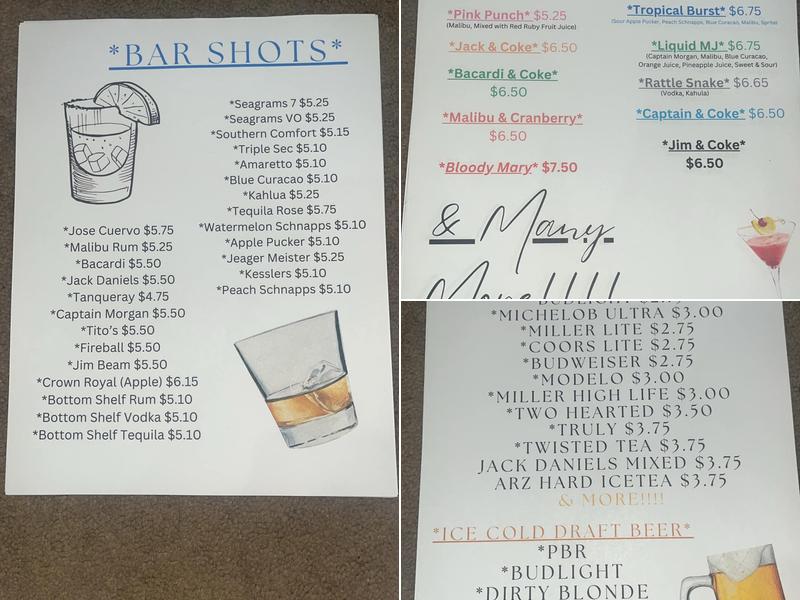 *BAR SHOTS*
*Seagrams 7 $5.25
*Seagrams VO $5.25
*Southern Comfort $5.15
*Triple Sec $5.10
*Amaretto $5.10
*Blue Curacao $5.10
*Kahlua $5.25
*Tequila Rose $5.75
*Watermelon Schnapps $5.10
*Apple Pucker $5.10
*Jeager Meister $5.25
*Kesslers $5.10
*Peach Schnapps $5.10
*Jose Cuervo $5.75
*Malibu Rum $5.25
*Bacardi $5.50
*Jack Daniels $5.50
*Tanqueray $4.75
*Captain Morgan $5.50
*Tito's $5.50
*Fireball $5.50
*Jim Beam $5.50
*Crown Royal (Apple) $6.15
*Bottom Shelf Rum $5.10
*Bottom Shelf Vodka $5.10
*Bottom Shelf Tequila $5.10
*Pink Punch* $5.25
(Malibu, Mixed with Red Ruby Fruit Juice)
*Jack & Coke* $6.50
*Bacardi & Coke*
$6.50
*Malibu & Cranberry*
$6.50
*Bloody Mary* $7.50
*Tropical Burst* $6.75
(Sour Apple Pucker, Peach Schnapps, Blue Curacao, Malibu, Sprite)
*Liquid MJ* $6.75
(Captain Morgan, Malibu, Blue Curacao,
Orange Juice, Pineapple Juice, Sweet & Sour)
*Rattle Snake* $6.65
(Vodka, Kahula)
*Captain & Coke* $6.50
*Jim & Coke*
$6.50
& Many
More!!!!
*MICHELOB ULTRA $3.00
*MILLER LITE $2.75
*COORS LITE $2.75
*BUDWEISER $2.75
*MODELO $3.00
*MILLER HIGH LIFE $3.00
*TWO HEARTED $3.50
*TRULY $3.75
*TWISTED TEA $3.75
JACK DANIELS MIXED $3.75
ARZ HARD ICETEA $3.75
& MORE!!!!
*ICE COLD DRAFT BEER*
*PBR
*BUDLIGHT
*DIRTY BLONDE